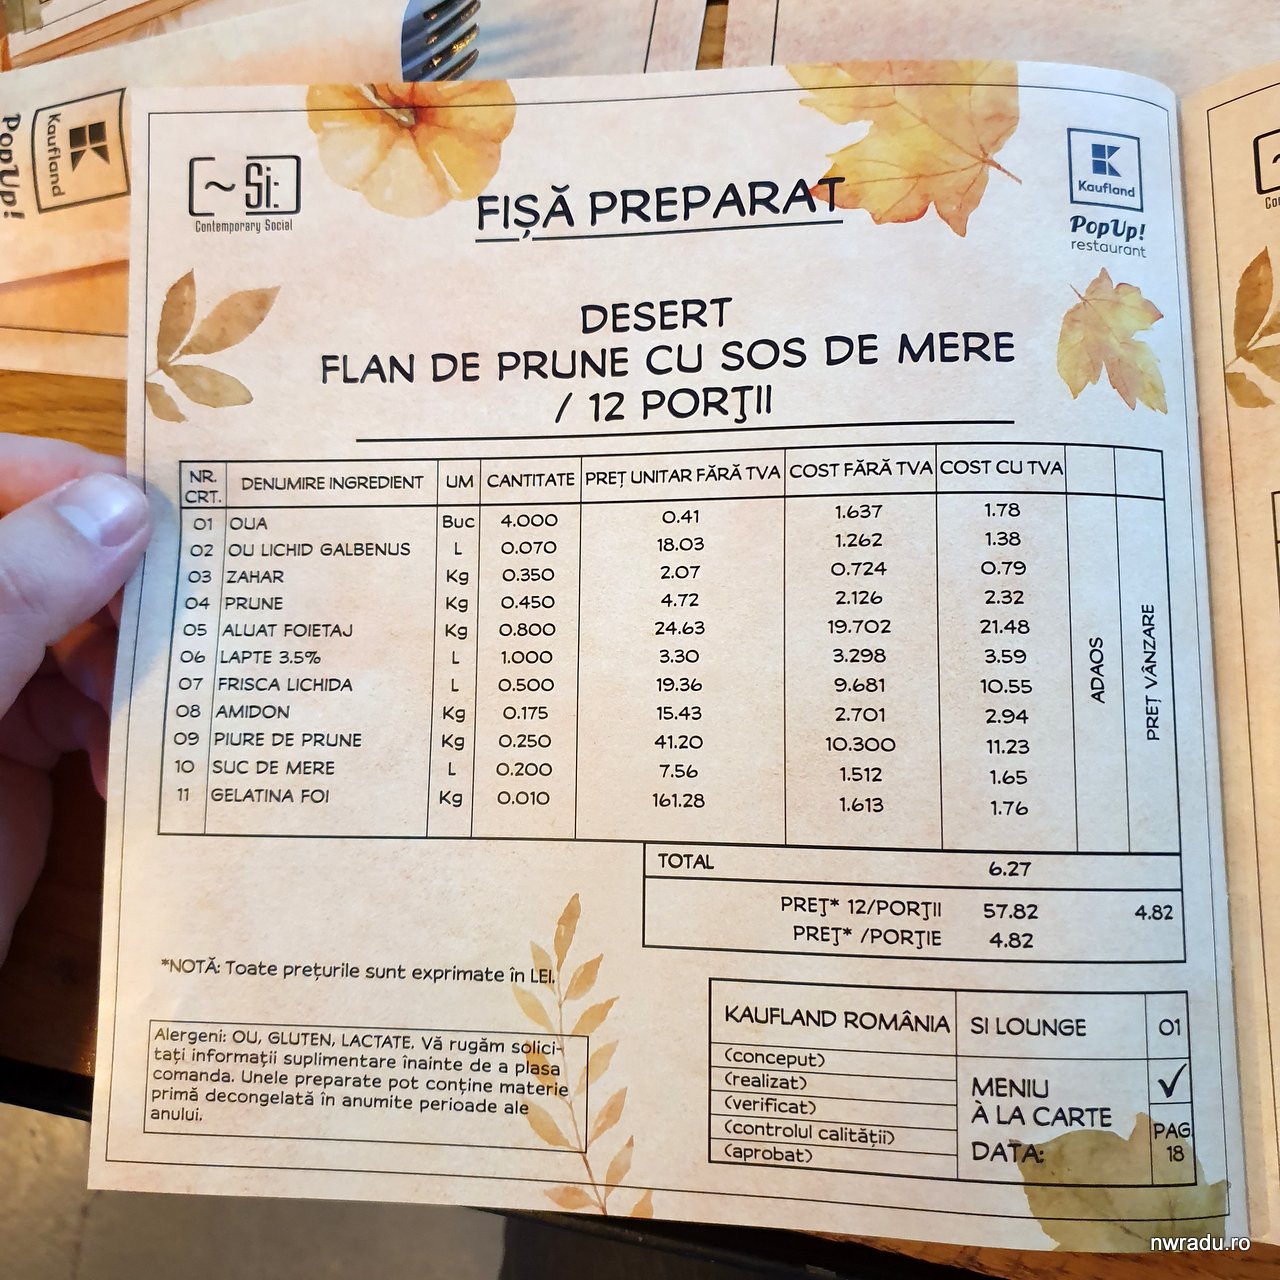 Kaufland
PopUp!
~Si:
Contemporary Social
FIȘĂ PREPARAT
Kaufland
PopUp!
restaurant
DESERT
FLAN DE PRUNE CU SOS DE MERE
/ 12 PORŢII
NR. CRT. DENUMIRE INGREDIENT UM CANTITATE PREȚ UNITAR FĂRĂ TVA COST FĂRĂ TVA COST CU TVA
01 OUA Buc 4.000 0.41 1.637 1.78
02 OU LICHID GALBENUS L 0.070 18.03 1.262 1.38
03 ZAHAR Kg 0.350 2.07 0.724 0.79
04 PRUNE Kg 0.450 4.72 2.126 2.32
05 ALUAT FOIETAJ Kg 0.800 24.63 19.702 21.48
06 LAPTE 3.5% L 1.000 3.30 3.298 3.59
07 FRISCA LICHIDA L 0.500 19.36 9.681 10.55
08 AMIDON Kg 0.175 15.43 2.701 2.94
09 PIURE DE PRUNE Kg 0.250 41.20 10.300 11.23
10 SUC DE MERE L 0.200 7.56 1.512 1.65
11 GELATINA FOI Kg 0.010 161.28 1.613 1.76
ADAOS
PREȚ VÂNZARE
TOTAL 6.27
PREŢ* 12/PORŢII 57.82 4.82
PREŢ* /PORŢIE 4.82
*NOTĂ: Toate prețurile sunt exprimate în LEI.
Alergeni: OU, GLUTEN, LACTATE. Vă rugăm solici-
tați informații suplimentare înainte de a plasa
comanda. Unele preparate pot conține materie
primă decongelată în anumite perioade ale
anului.
KAUFLAND ROMÂNIA SI LOUNGE 01
(conceput)
(realizat)
(verificat)
(controlul calității)
(aprobat)
MENIU ✓
À LA CARTE
DATA:
PAG
18
nwradu.ro